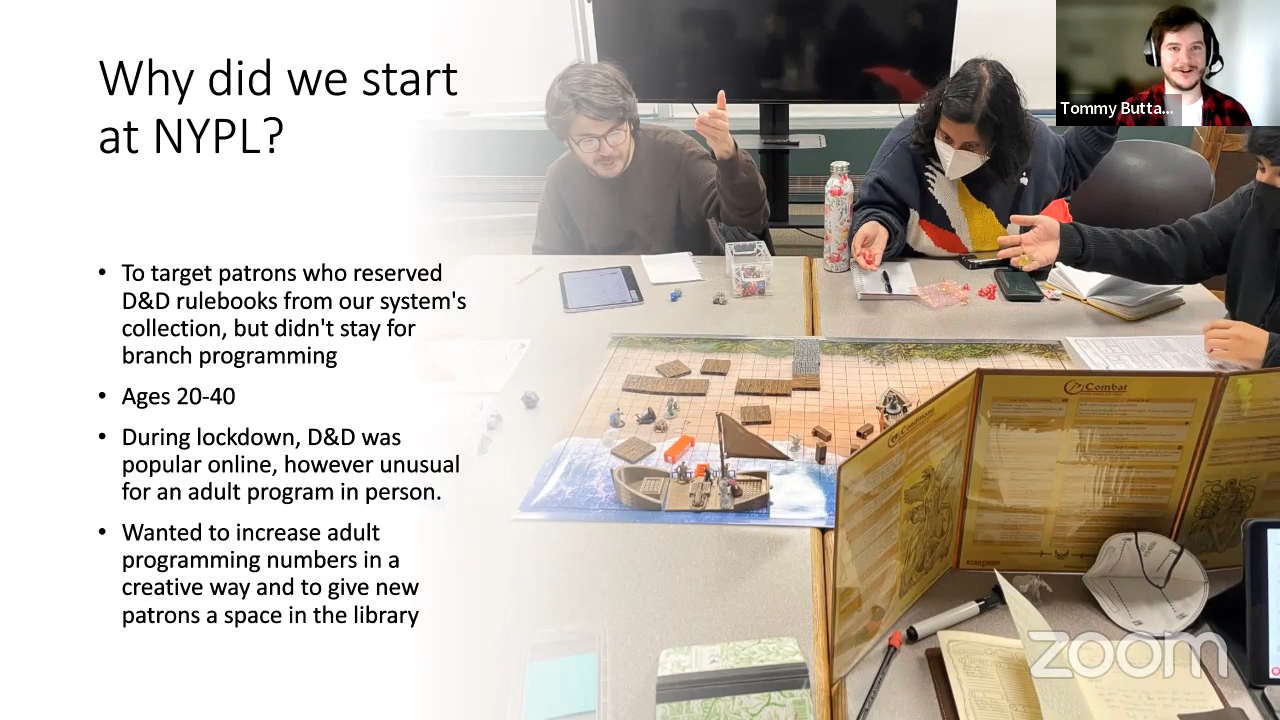 Why did we start
at NYPL?
Tommy Butta...
• To target patrons who reserved
D&D rulebooks from our system's
collection, but didn't stay for
branch programming
• Ages 20-40
• During lockdown, D&D was
popular online, however unusual
for an adult program in person.
• Wanted to increase adult
programming numbers in a
creative way and to give new
patrons a space in the library
Combat
Conditions
zoom